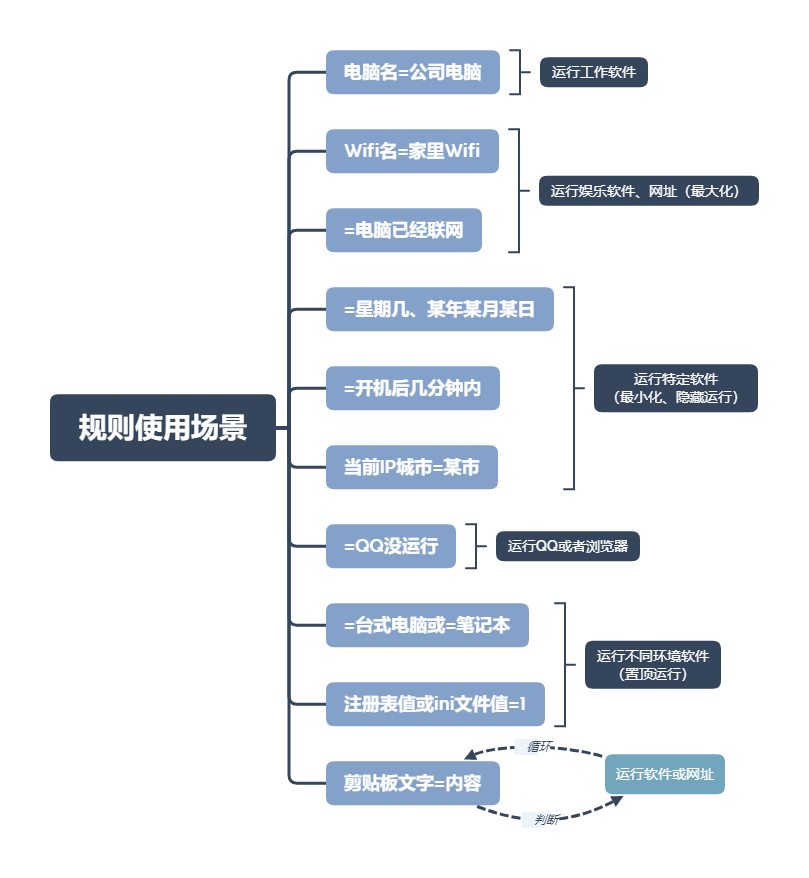 电脑名=公司电脑
运行工作软件
Wifi名=家里Wifi
运行娱乐软件、网址（最大化）
=电脑已经联网
=星期几、某年某月某日
=开机后几分钟内
运行特定软件
（最小化、隐藏运行）
规则使用场景
当前IP城市=某市
=QQ没运行
运行QQ或者浏览器
=台式电脑或=笔记本
运行不同环境软件
（置顶运行）
注册表值或ini文件值=1
循环
剪贴板文字=内容
运行软件或网址
判断